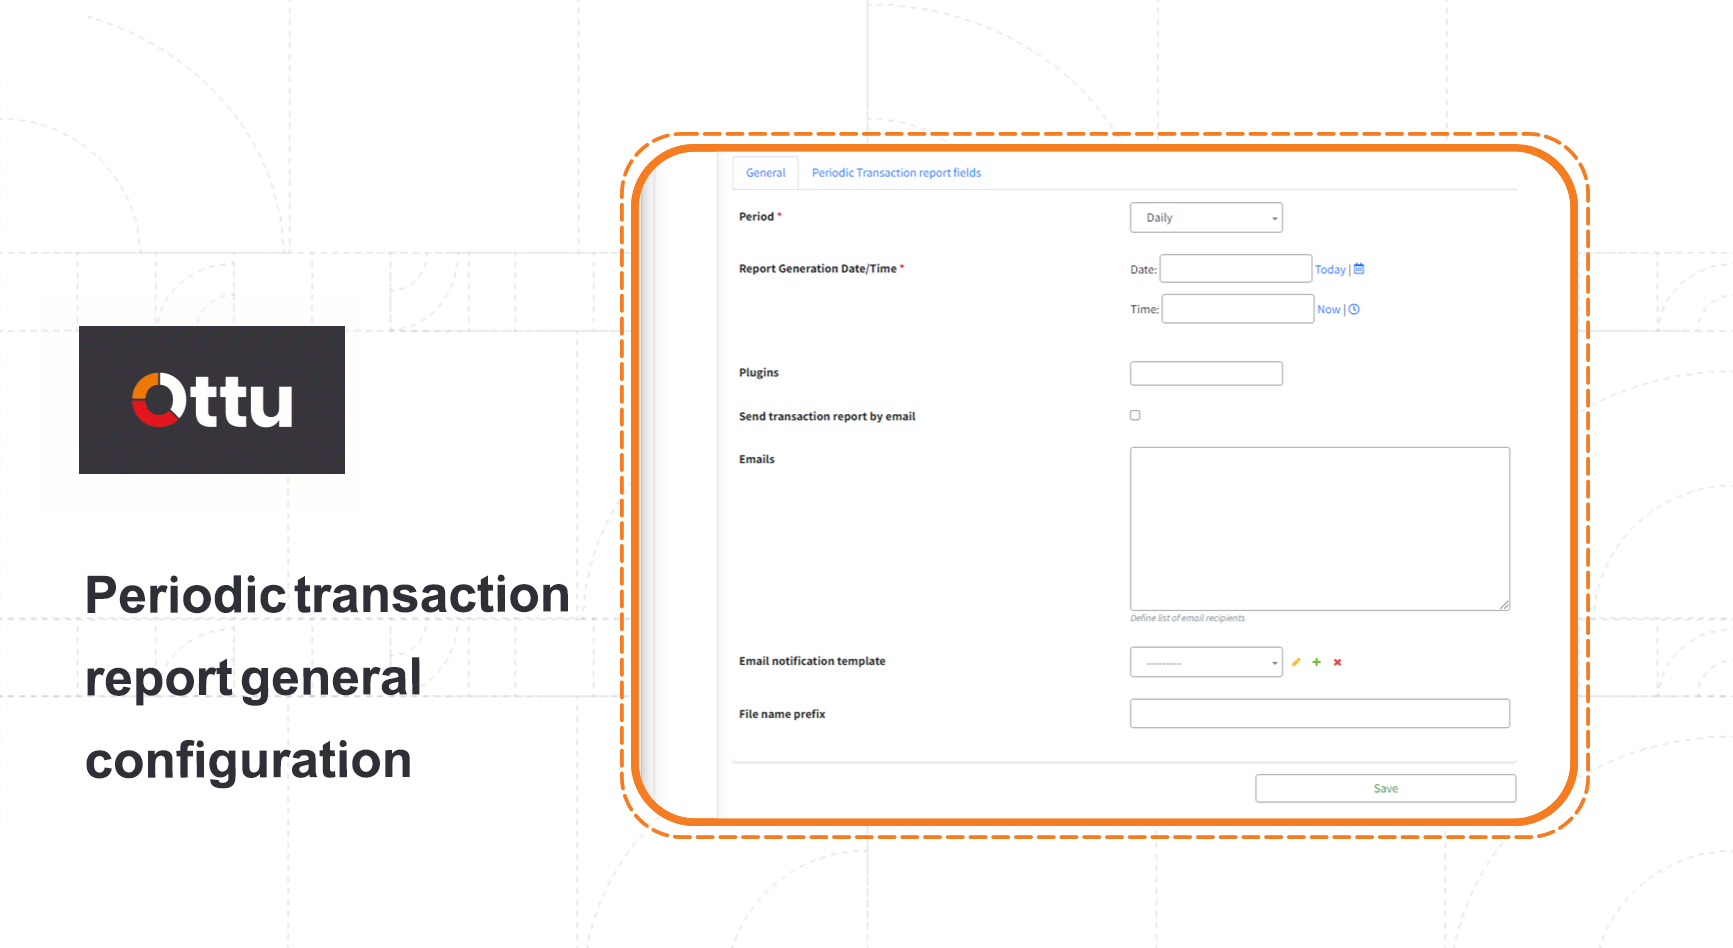 Ottu
Periodic transaction
report general
configuration
General
Periodic Transaction report fields
Period *
Daily
Report Generation Date/Time *
Date:
Today |
Time:
Now |
Plugins
Send transaction report by email
Emails
Define list of email recipients
Email notification template
---------
File name prefix
Save